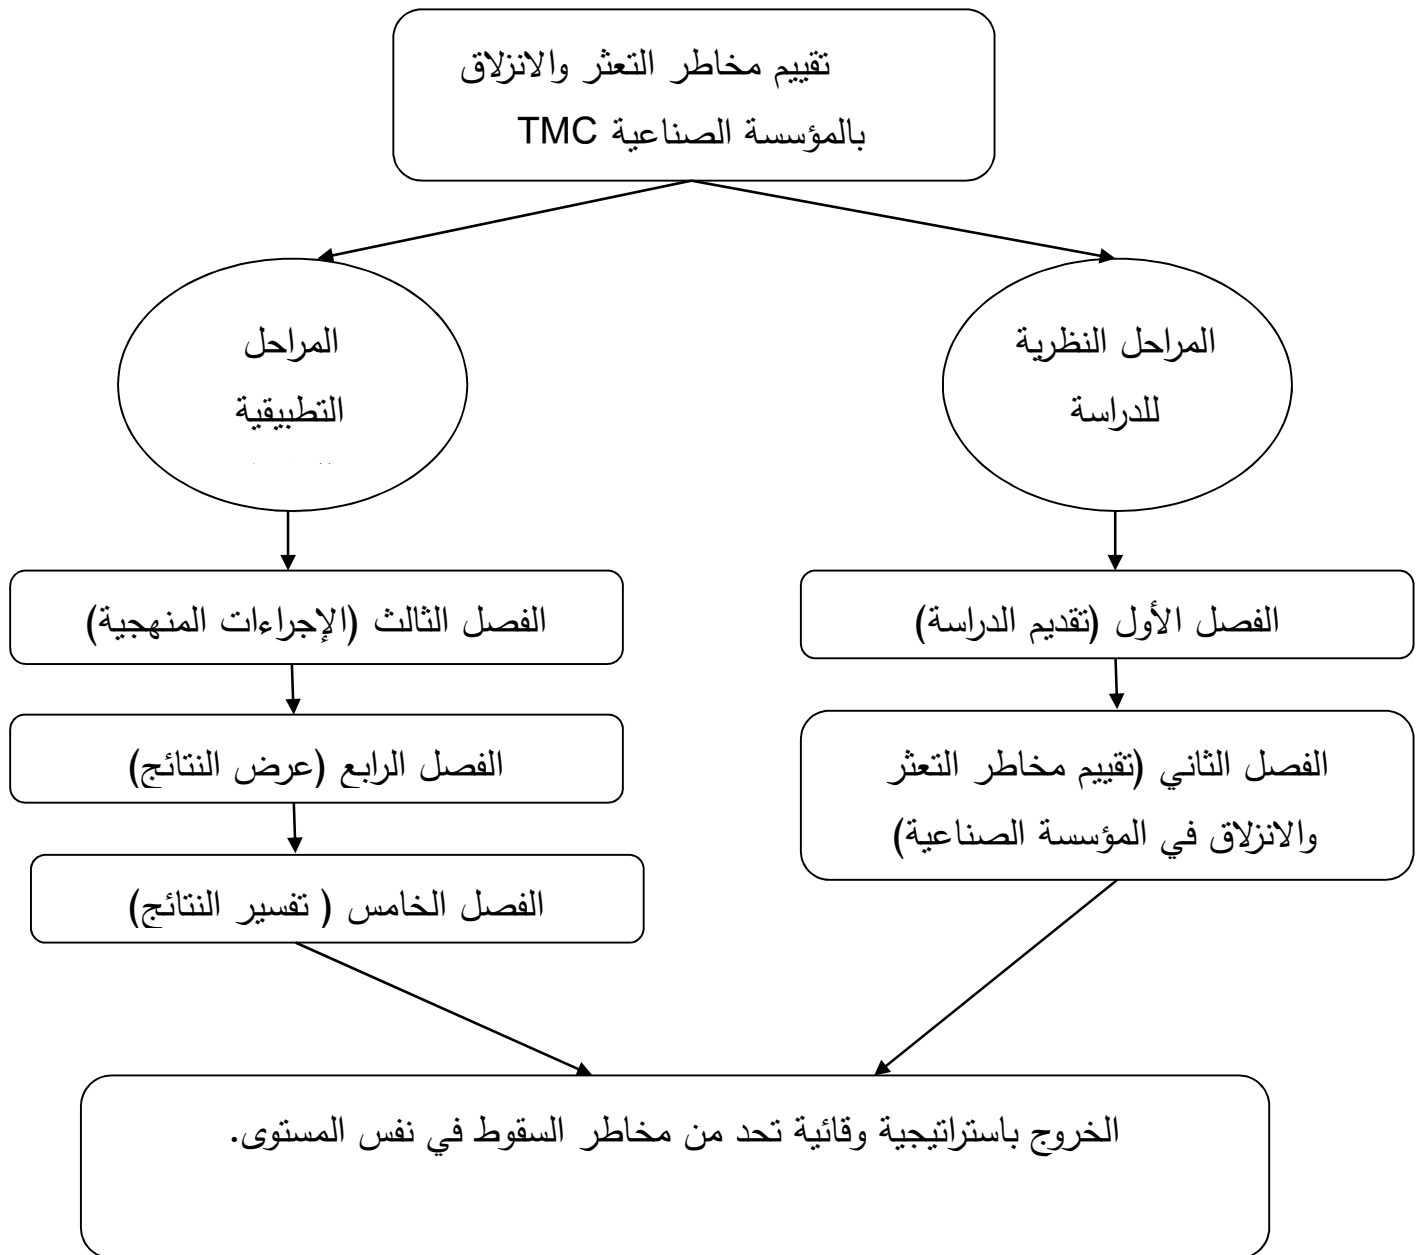 تقييم مخاطر التعثر والانزلاق
بالمؤسسة الصناعية TMC
المراحل النظرية
للدراسة
المراحل
التطبيقية
الفصل الأول (تقديم الدراسة)
الفصل الثاني (تقييم مخاطر التعثر
والانزلاق في المؤسسة الصناعية)
الفصل الثالث (الإجراءات المنهجية)
الفصل الرابع (عرض النتائج)
الفصل الخامس ( تفسير النتائج)
الخروج باستراتيجية وقائية تحد من مخاطر السقوط في نفس المستوى.